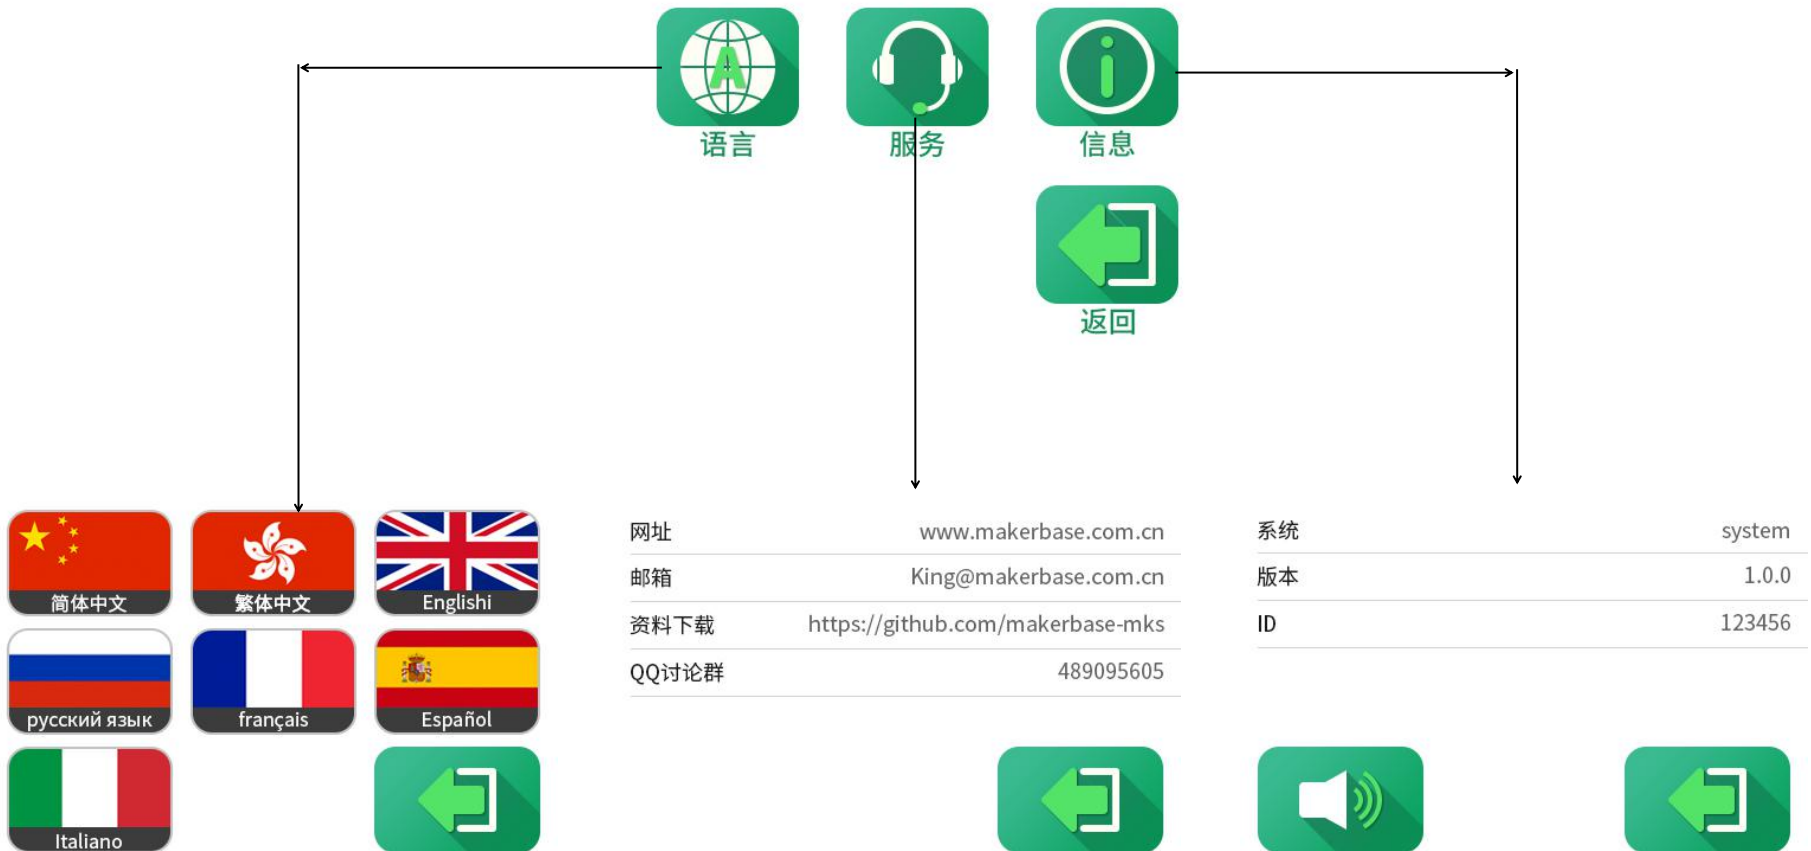 A
语言
服务
信息
返回
简体中文
繁体中文
Englishi
русский язык
français
Español
Italiano
网址 www.makerbase.com.cn
邮箱 King@makerbase.com.cn
资料下载 https://github.com/makerbase-mks
QQ讨论群 489095605
系统 system
版本 1.0.0
ID 123456